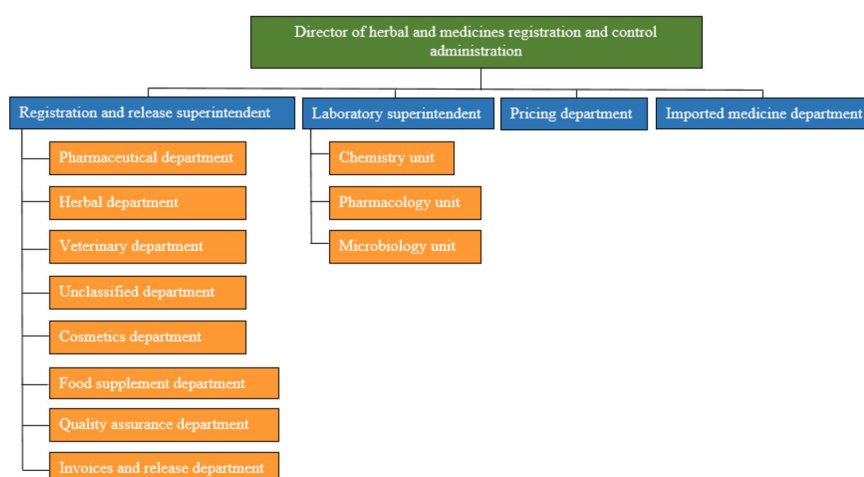 Director of herbal and medicines registration and control
administration
Registration and release superintendent
Laboratory superintendent
Pricing department
Imported medicine department
Pharmaceutical department
Herbal department
Veterinary department
Unclassified department
Cosmetics department
Food supplement department
Quality assurance department
Invoices and release department
Chemistry unit
Pharmacology unit
Microbiology unit